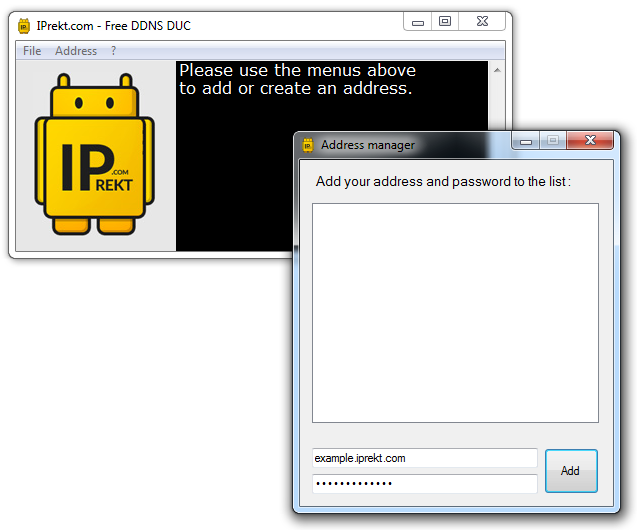 IPrekt.com - Free DDNS DUC
File Address ?
Please use the menus above
to add or create an address.
IP.COM
REKT
Address manager
Add your address and password to the list :
example.iprekt.com
•••••••••••••
Add